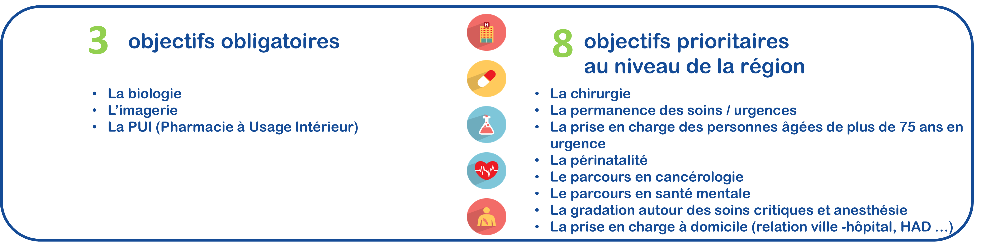 3 objectifs obligatoires
• La biologie
• L’imagerie
• La PUI (Pharmacie à Usage Intérieur)
H
8 objectifs prioritaires
au niveau de la région
• La chirurgie
• La permanence des soins / urgences
• La prise en charge des personnes âgées de plus de 75 ans en
urgence
• La périnatalité
• Le parcours en cancérologie
• Le parcours en santé mentale
• La gradation autour des soins critiques et anesthésie
• La prise en charge à domicile (relation ville -hôpital, HAD …)